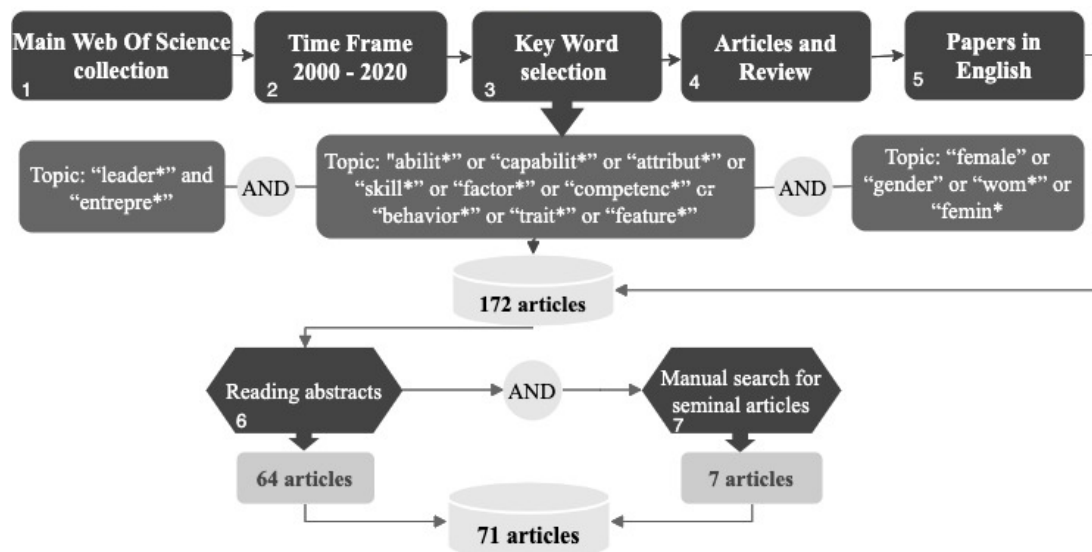 Main Web Of Science
collection
1
Time Frame
2000 - 2020
2
Key Word
selection
3
Articles and
Review
4
Papers in
English
5
Topic: “leader*” and
“entrepre*”
AND
Topic: "abilit*” or “capabilit*” or “attribut*” or
“skill*” or “factor*” or “competenc*” or
“behavior*” or “trait*” or “feature*”
AND
Topic: “female” or
“gender” or “wom*” or
“femin*
172 articles
Reading abstracts
6
AND
Manual search for
seminal articles
7
64 articles
7 articles
71 articles